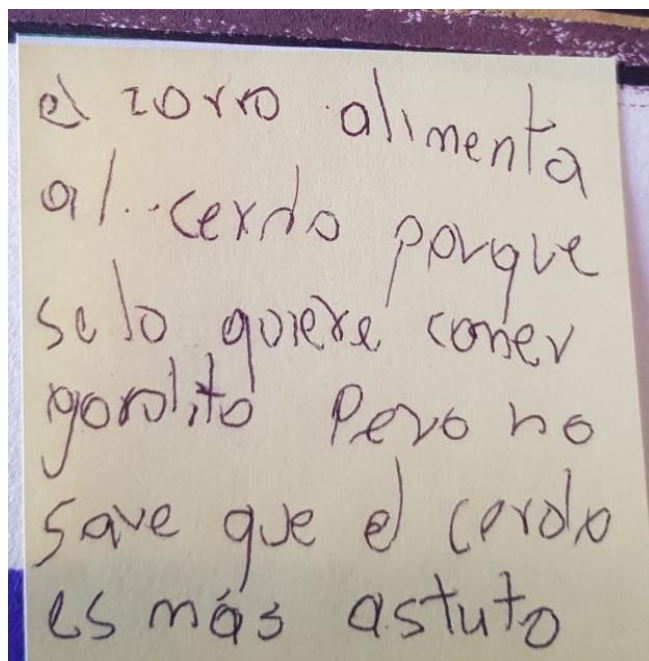 el zorro alimenta
al cerdo porque
se lo quiere comer
gordito Pero no
save que el cerdo
es más astuto